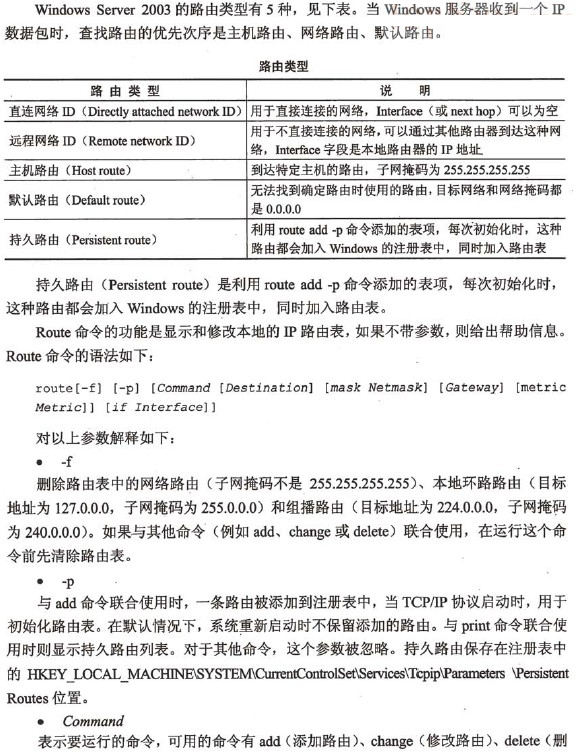 Windows Server 2003 的路由类型有 5 种，见下表。当 Windows 服务器收到一个 IP
数据包时，查找路由的优先次序是主机路由、网络路由、默认路由。
路由类型
路 由 类 型 说 明
直连网络 ID（Directly attached network ID） 用于直接连接的网络，Interface（或 next hop）可以为空
远程网络 ID（Remote network ID） 用于不直接连接的网络，可以通过其他路由器到达这种网
络，Interface 字段是本地路由器的 IP 地址
主机路由（Host route） 到达特定主机的路由，子网掩码为 255.255.255.255
默认路由（Default route） 无法找到确定路由时使用的路由，目标网络和网络掩码都
是 0.0.0.0
持久路由（Persistent route） 利用 route add -p 命令添加的表项，每次初始化时，这种
路由都会加入 Windows 的注册表中，同时加入路由表
持久路由（Persistent route）是利用 route add -p 命令添加的表项，每次初始化时，
这种路由都会加入 Windows 的注册表中，同时加入路由表。
Route 命令的功能是显示和修改本地的 IP 路由表，如果不带参数，则给出帮助信息。
Route 命令的语法如下：
route[-f] [-p] [Command [Destination] [mask Netmask] [Gateway] [metric
Metric]] [if Interface]]
对以上参数解释如下：
● -f
删除路由表中的网络路由（子网掩码不是 255.255.255.255）、本地环路路由（目标
地址为 127.0.0.0，子网掩码为 255.0.0.0）和组播路由（目标地址为 224.0.0.0，子网掩码
为 240.0.0.0）。如果与其他命令（例如 add、change 或 delete）联合使用，在运行这个命
令前先清除路由表。
● -p
与 add 命令联合使用时，一条路由被添加到注册表中，当 TCP/IP 协议启动时，用于
初始化路由表。在默认情况下，系统重新启动时不保留添加的路由。与 print 命令联合使
用时则显示持久路由列表。对于其他命令，这个参数被忽略。持久路由保存在注册表中
的 HKEY_LOCAL_MACHINE\SYSTEM\CurrentControlSet\Services\Tcpip\Parameters \Persistent
Routes 位置。
● Command
表示要运行的命令，可用的命令有 add（添加路由）、change（修改路由）、delete（删